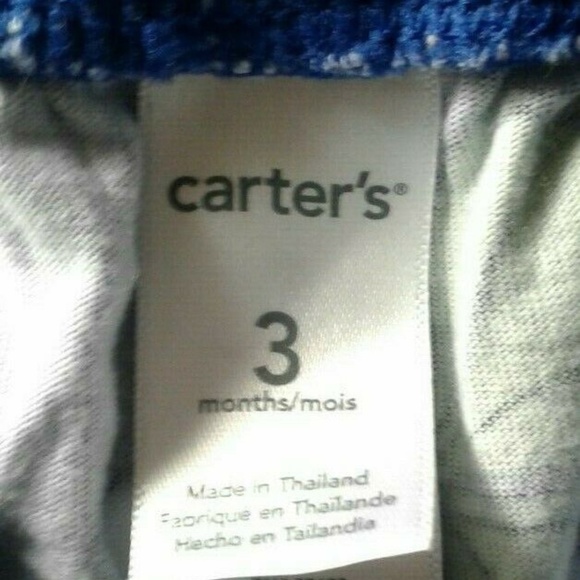 carter's®
3
months/mois
Made in Thailand
Fabrique en Thaïlande
Hecho en Tailandia